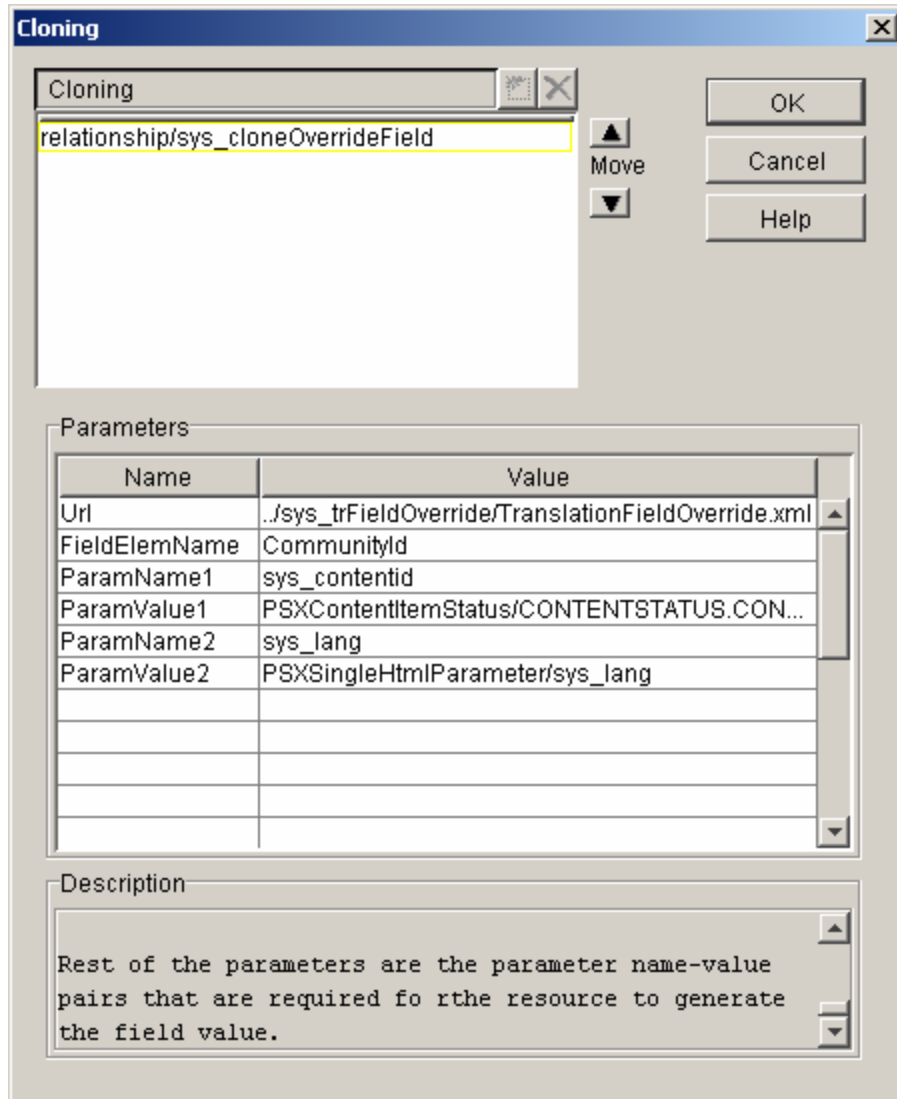 Cloning
Cloning
OK
relationship/sys_cloneOverrideField
Move
Cancel
Help
Parameters
Name Value
Url ../sys_trFieldOverride/TranslationFieldOverride.xml
FieldElemName CommunityId
ParamName1 sys_contentid
ParamValue1 PSXContentItemStatus/CONTENTSTATUS.CON...
ParamName2 sys_lang
ParamValue2 PSXSingleHtmlParameter/sys_lang
Description
Rest of the parameters are the parameter name-value
pairs that are required fo rthe resource to generate
the field value.